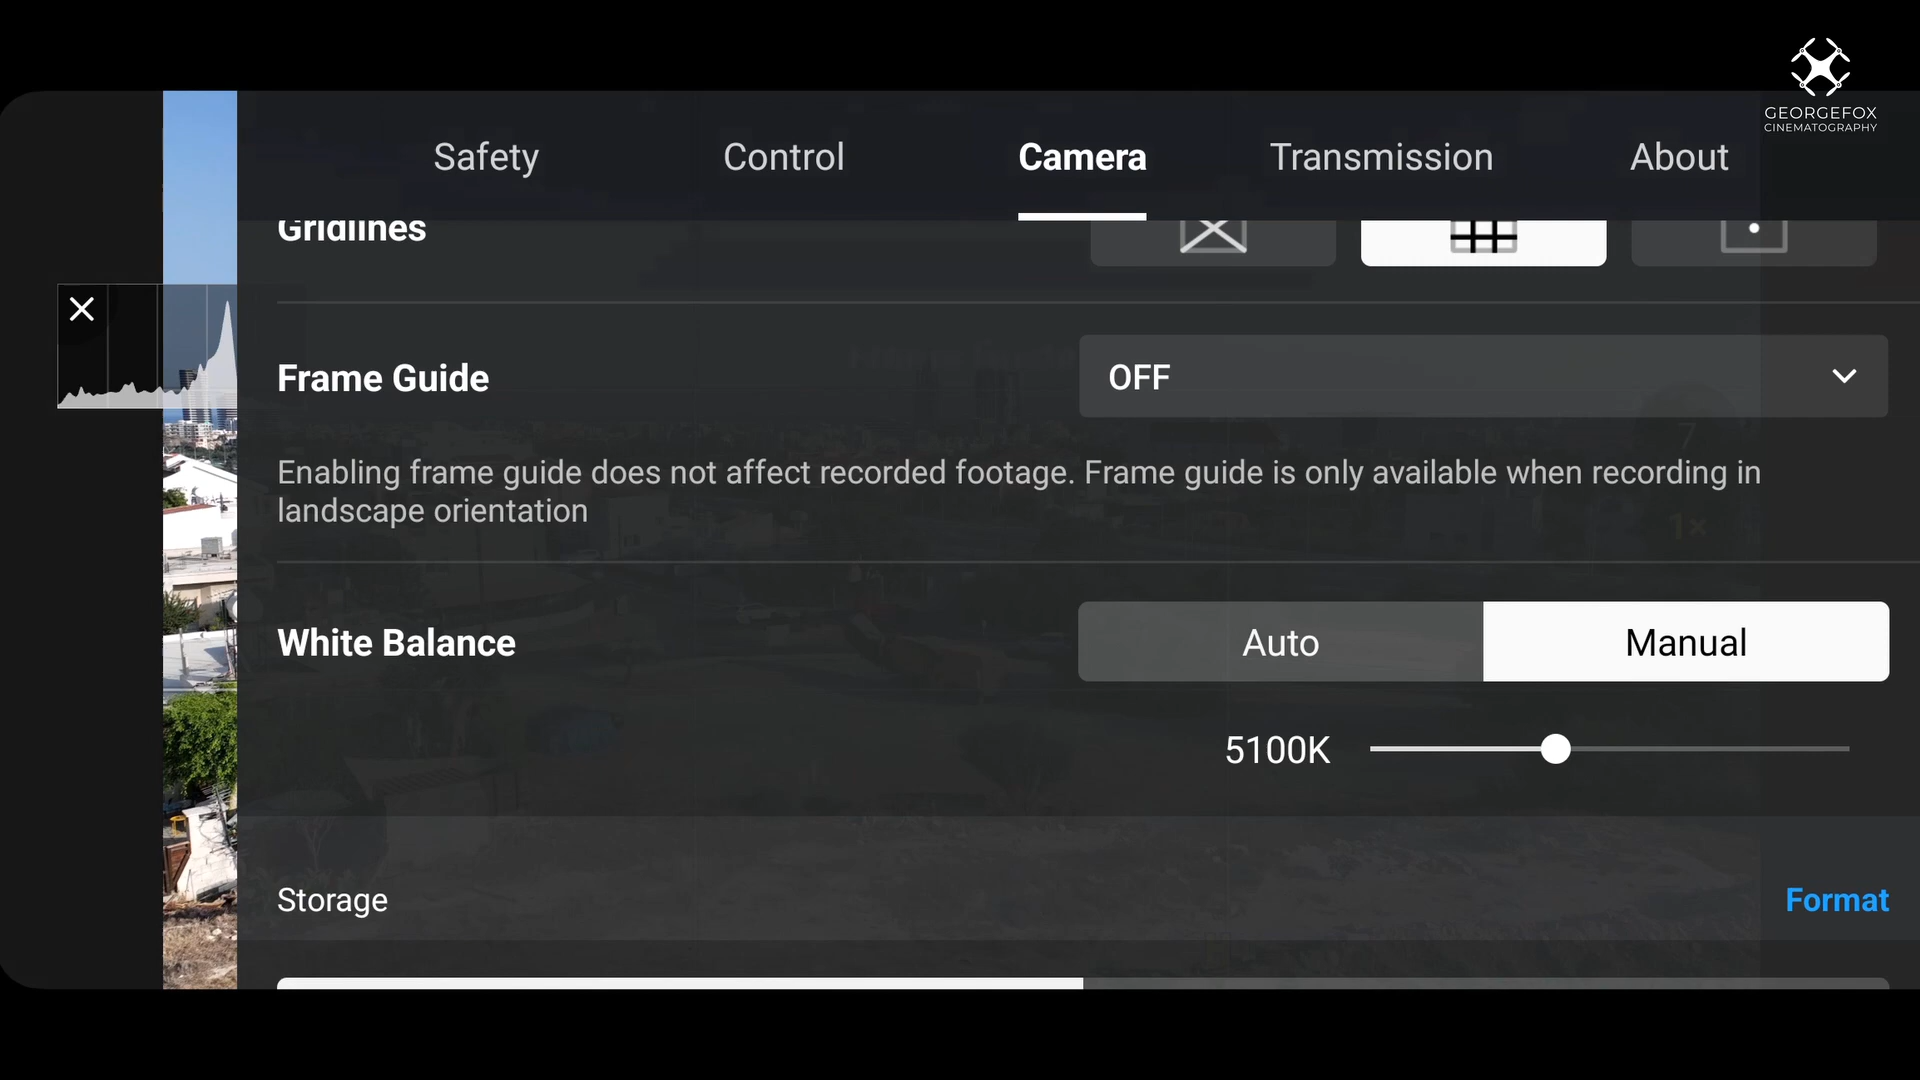 GEORGEFOX
CINEMATOGRAPHY
Safety Control Camera Transmission About
Gridlines
Frame Guide OFF
Enabling frame guide does not affect recorded footage. Frame guide is only available when recording in
landscape orientation
1×
White Balance Auto Manual
5100K
Storage Format